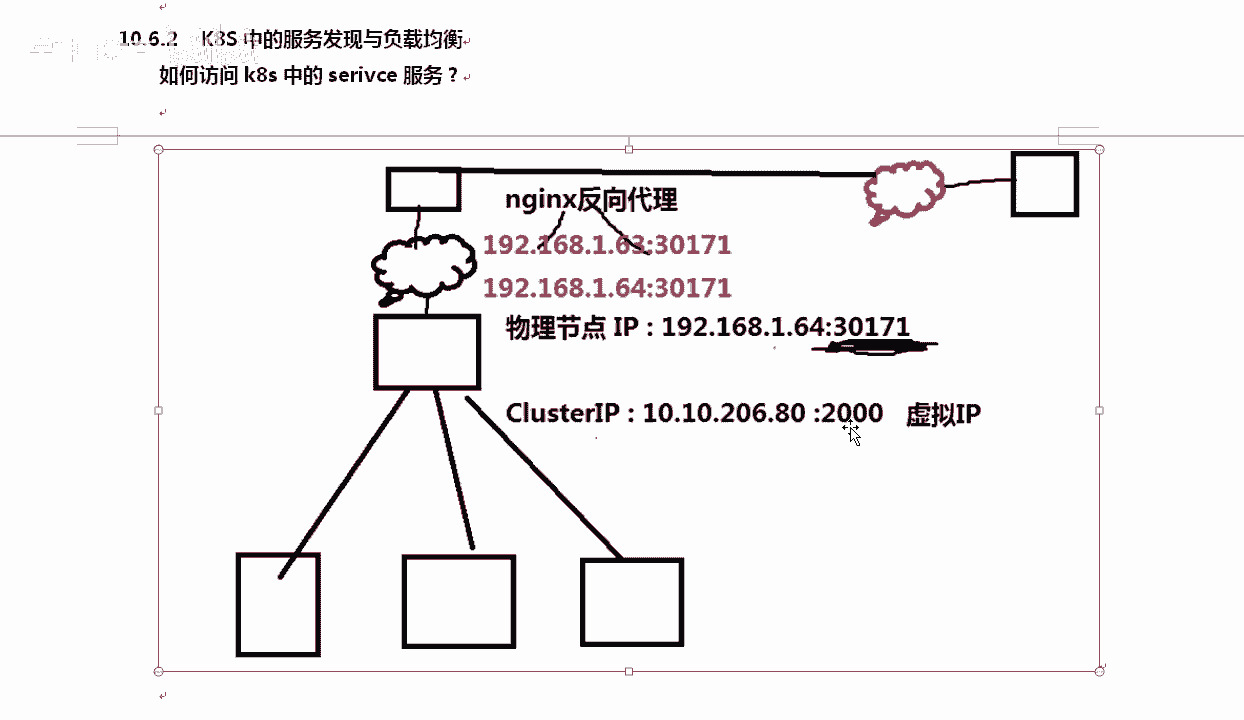 10.6.2 K8S 中的服务发现与负载均衡
如何访问 k8s 中的 serivce 服务？
nginx反向代理
192.168.1.63:30171
192.168.1.64:30171
物理节点 IP：192.168.1.64:30171
ClusterIP：10.10.206.80 :2000 虚拟IP